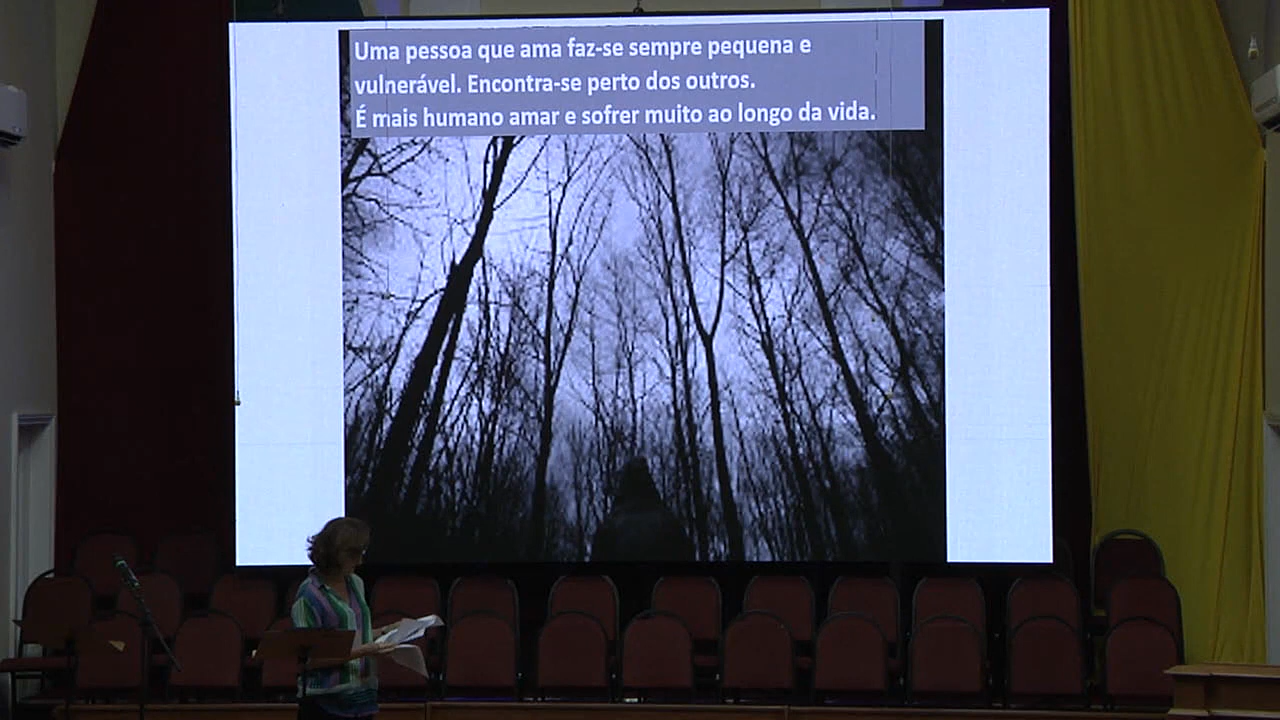 Uma pessoa que ama faz-se sempre pequena e
vulnerável. Encontra-se perto dos outros.
É mais humano amar e sofrer muito ao longo da vida.